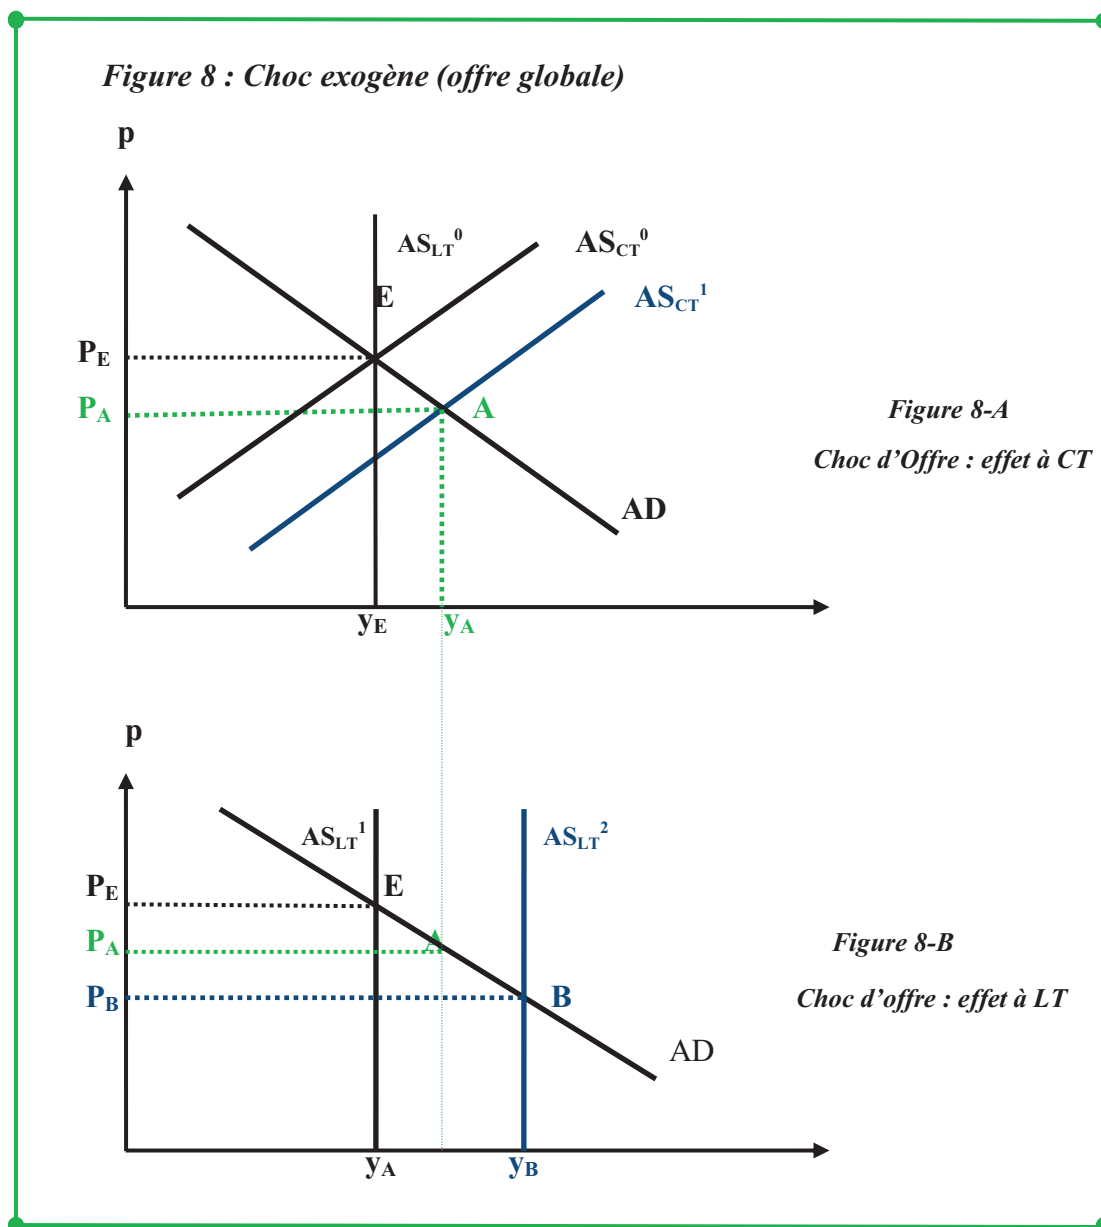 Figure 8 : Choc exogène (offre globale)
p
AS_LT^0
AS_CT^0
E
AS_CT^1
P_E
P_A
A
Figure 8-A
Choc d’Offre : effet à CT
AD
y_E
y_A
p
AS_LT^1
AS_LT^2
P_E
E
P_A
A
Figure 8-B
P_B
B
Choc d’offre : effet à LT
AD
y_A
y_B